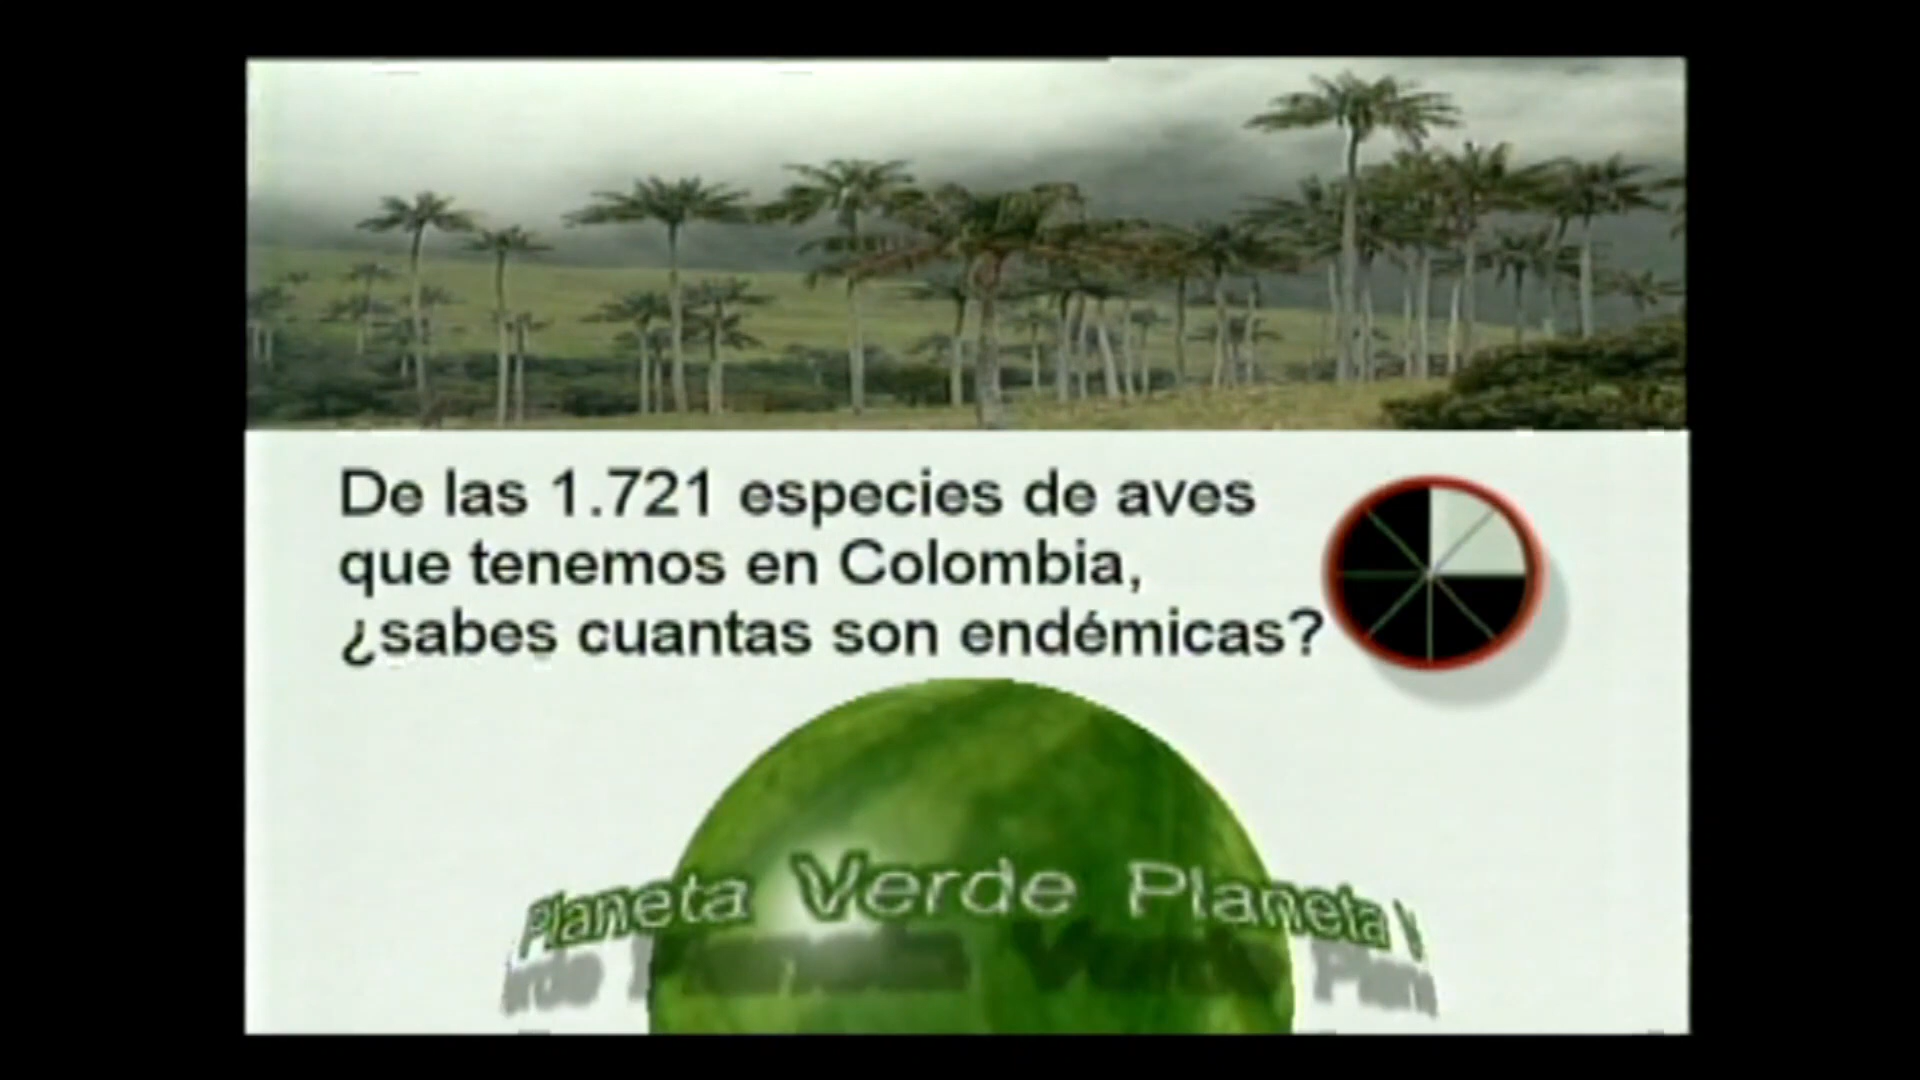 De las 1.721 especies de aves
que tenemos en Colombia,
¿sabes cuantas son endémicas?
Planeta Verde Planeta V